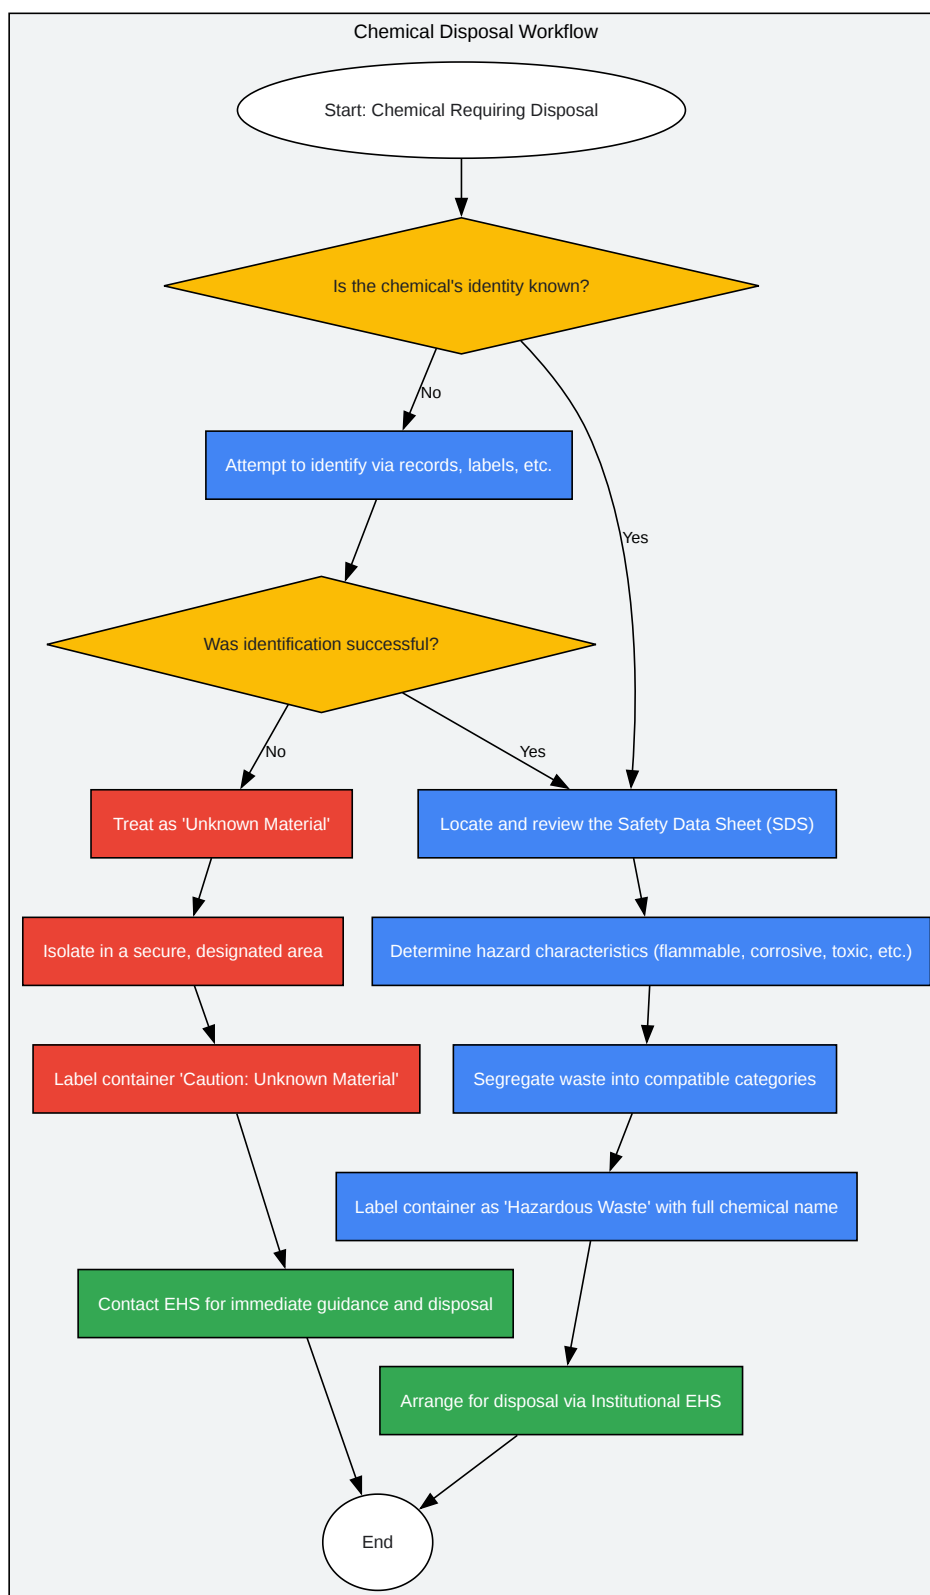 Chemical Disposal Workflow
Start: Chemical Requiring Disposal
Is the chemical's identity known?
No
Attempt to identify via records, labels, etc.
Yes
Was identification successful?
No
Yes
Treat as 'Unknown Material'
Locate and review the Safety Data Sheet (SDS)
Isolate in a secure, designated area
Determine hazard characteristics (flammable, corrosive, toxic, etc.)
Label container 'Caution: Unknown Material'
Segregate waste into compatible categories
Label container as 'Hazardous Waste' with full chemical name
Contact EHS for immediate guidance and disposal
Arrange for disposal via Institutional EHS
End